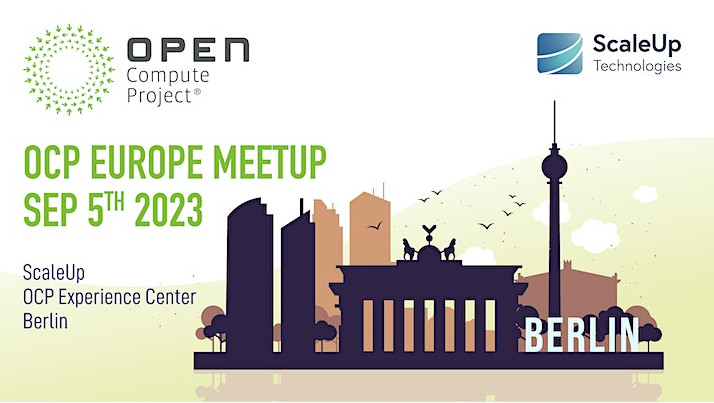 OPEN
Compute
Project®
ScaleUp
Technologies
OCP EUROPE MEETUP
SEP 5TH 2023
ScaleUp
OCP Experience Center
Berlin
BERLIN